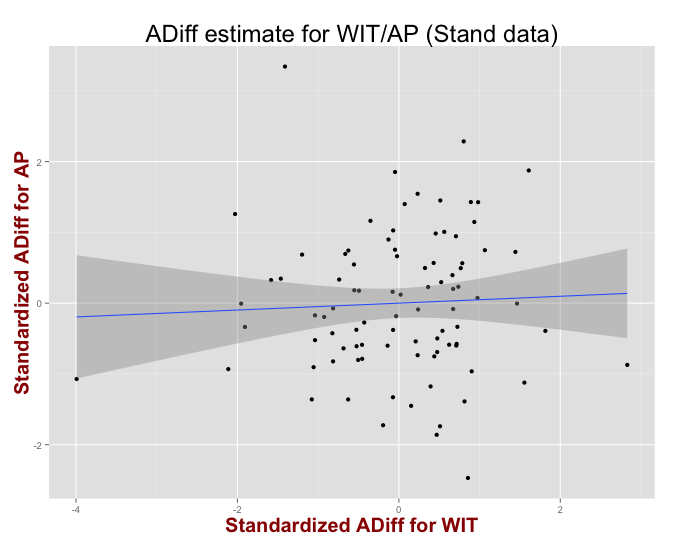 ADiff estimate for WIT/AP (Stand data)
Standardized ADiff for AP
2
0
-2
-4
-2
0
2
Standardized ADiff for WIT